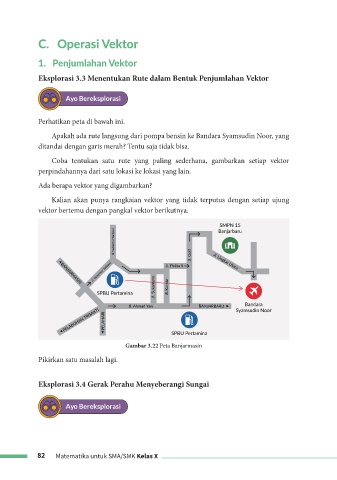 C. Operasi Vektor
1. Penjumlahan Vektor
Eksplorasi 3.3 Menentukan Rute dalam Bentuk Penjumlahan Vektor
Ayo Bereksplorasi
Perhatikan peta di bawah ini.
Apakah ada rute langsung dari pompa bensin ke Bandara Syamsudin Noor, yang
ditandai dengan garis merah? Tentu saja tidak bisa.
Coba tentukan satu rute yang paling sederhana, gambarkan setiap vektor
perpindahannya dari satu lokasi ke lokasi yang lain.
Ada berapa vektor yang digambarkan?
Kalian akan punya rangkaian vektor yang tidak terputus dengan setiap ujung
vektor bertemu dengan pangkal vektor berikutnya.
SMPN 15
Banjarbaru
SPBU Pertamina
Jl. Ahmad Yani
BANJARBARU
Bandara
Syamsudin Noor
SPBU Pertamina
Gambar 3.22 Peta Banjarmasin
Pikirkan satu masalah lagi.
Eksplorasi 3.4 Gerak Perahu Menyeberangi Sungai
Ayo Bereksplorasi
82 Matematika untuk SMA/SMK Kelas X